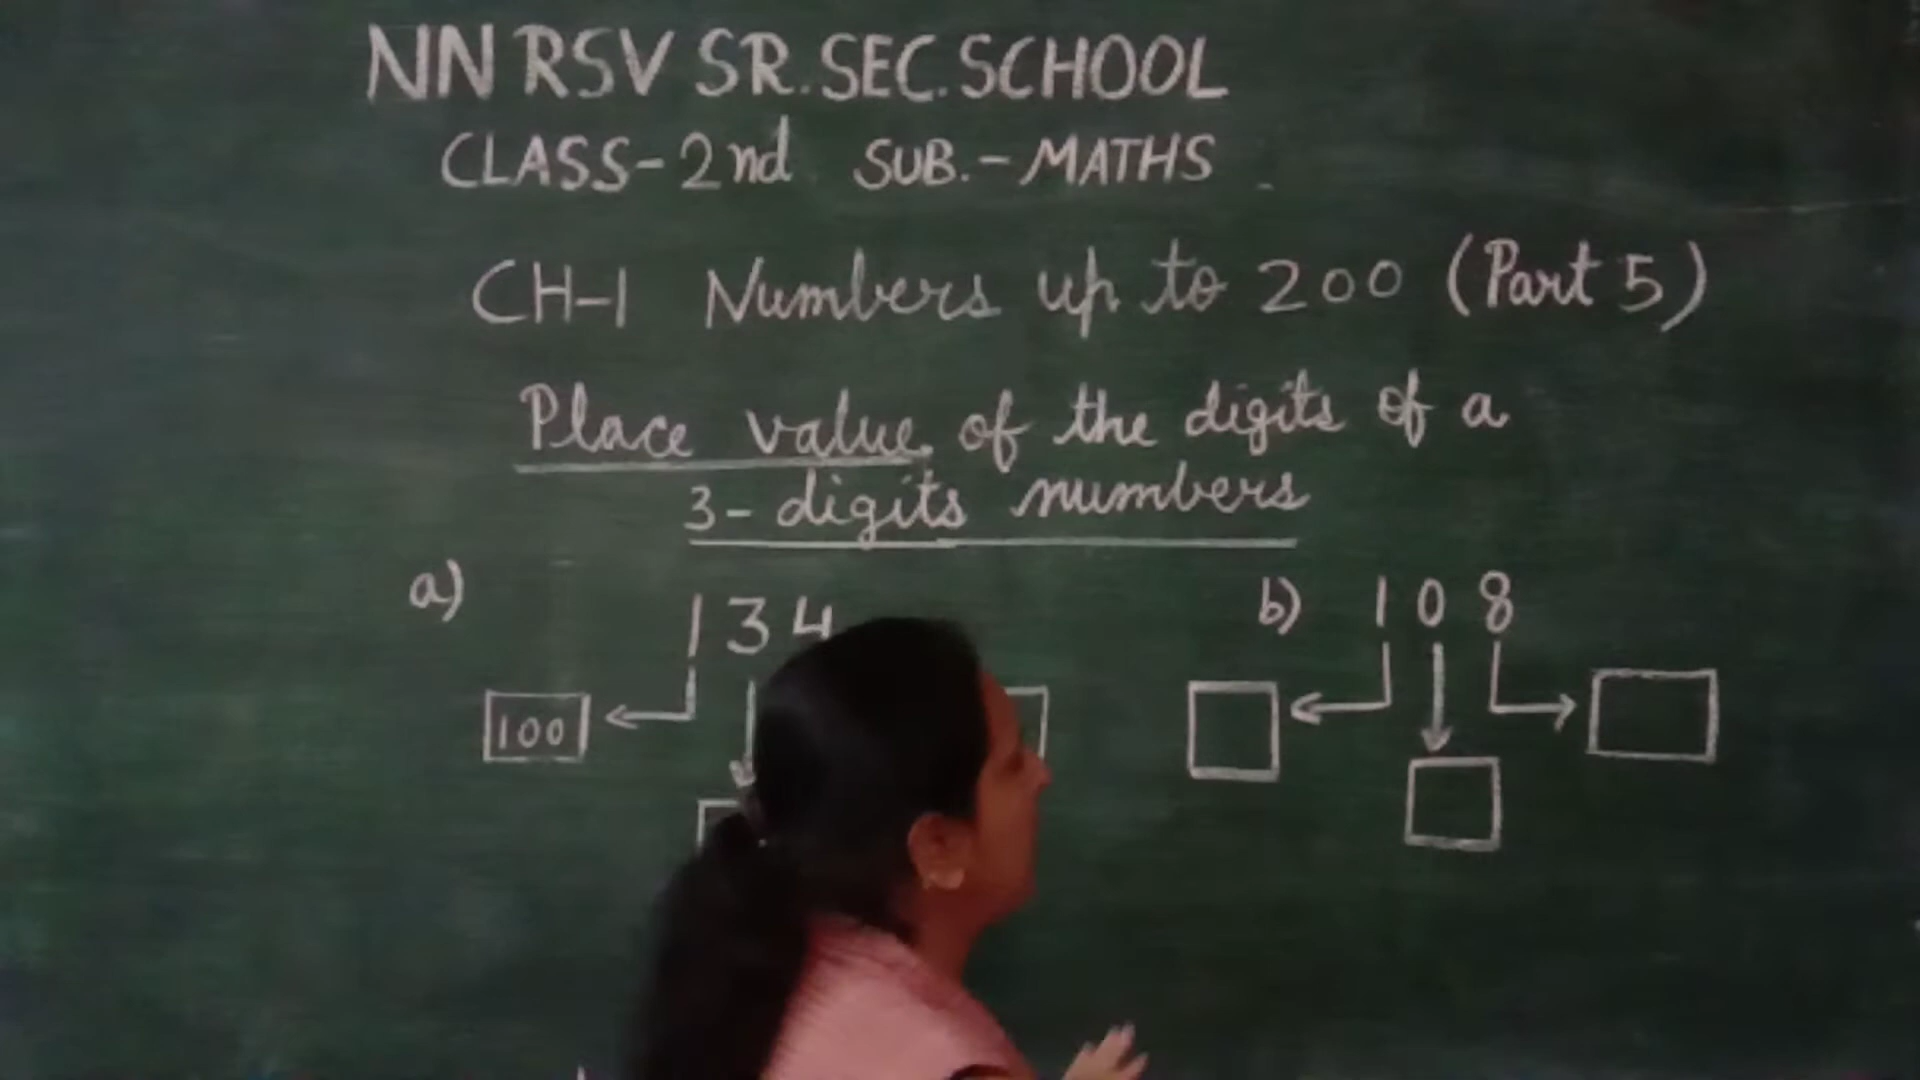 NN RSV SR. SEC. SCHOOL
CLASS-2nd SUB.-MATHS
CH-1 Numbers up to 200 (Part 5)
Place value of the digits of a
3-digits numbers
a) 134
b) 108
100